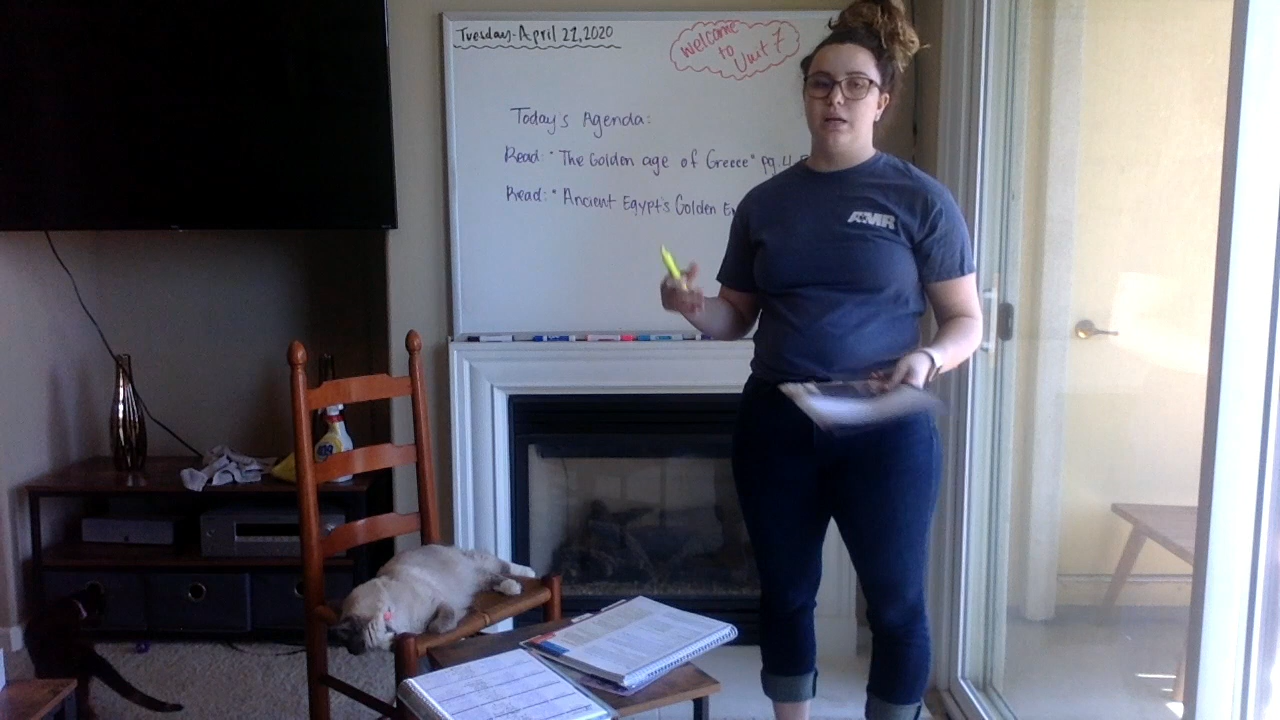 Tuesday-April 21,2020
Welcome
to
Unit 7
Today's Agenda:
Read: "The Golden age of Greece" pg. 4
Read: "Ancient Egypt's Golden
AMR
409